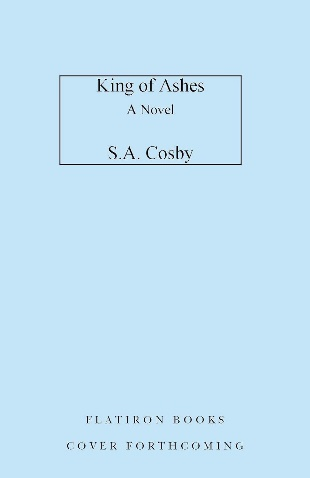 King of Ashes
A Novel
S.A. Cosby
FLATIRON BOOKS
COVER FORTHCOMING